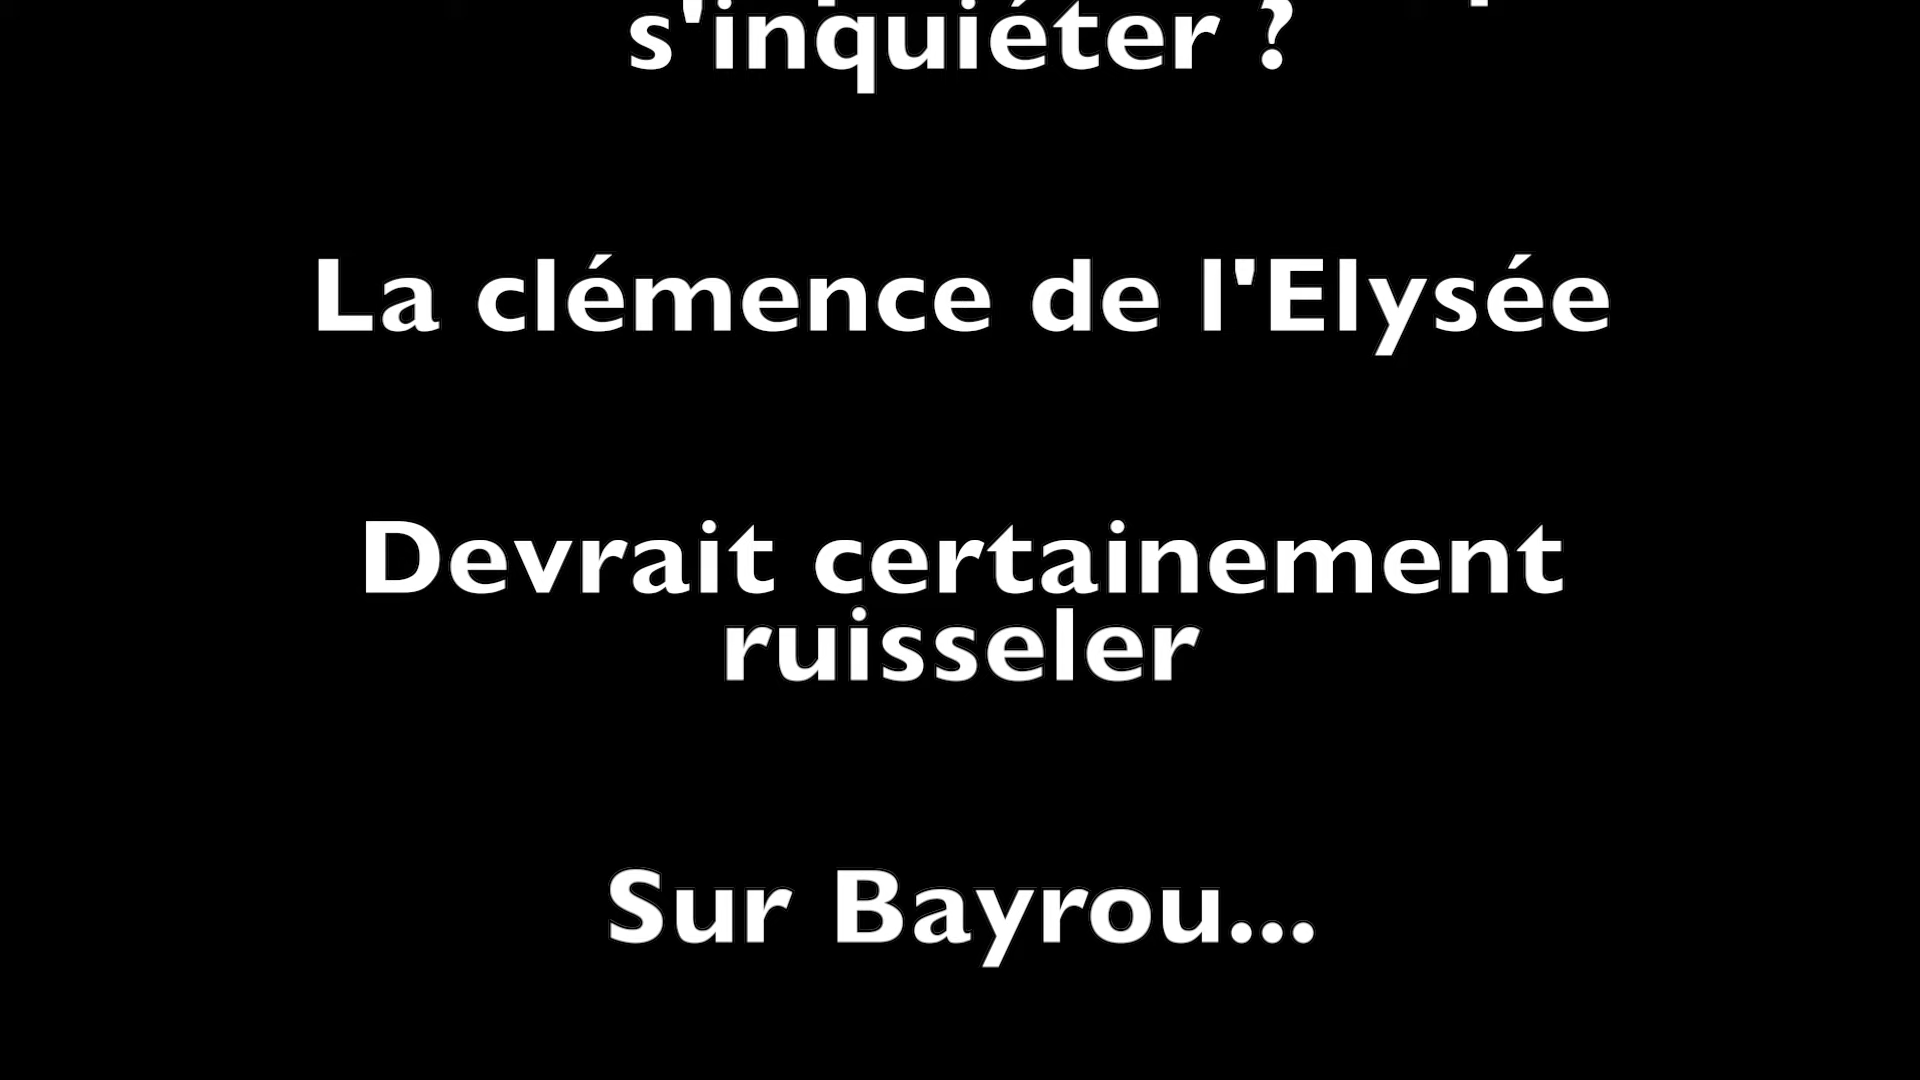 s'inquiéter ?
La clémence de l'Elysée
Devrait certainement
ruisseler
Sur Bayrou...